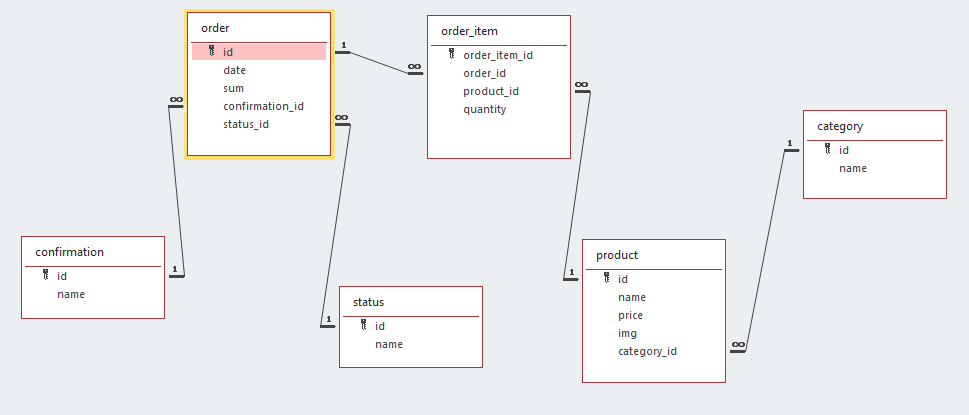 order
id
date
sum
confirmation_id
status_id
1
∞
∞
∞
order_item
order_item_id
order_id
product_id
quantity
∞
category
id
name
1
confirmation
id
name
1
status
id
name
1
product
id
name
price
img
category_id
1
∞